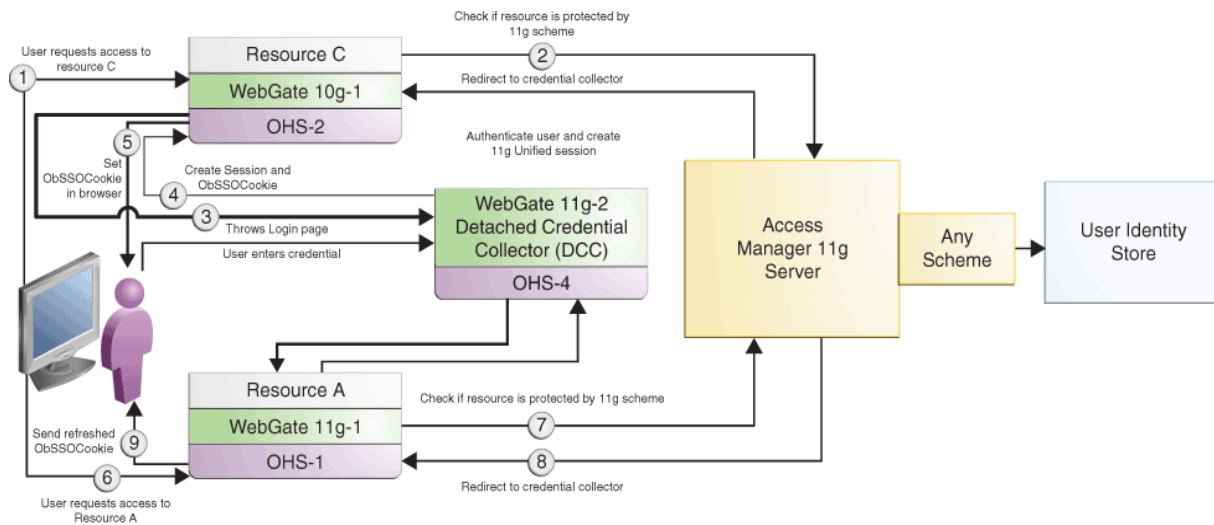 Check if resource is protected by
11g scheme
User requests access to
resource C
1
Resource C
2
Redirect to credential collector
WebGate 10g-1
OHS-2
5
Set
ObSSOCookie
in browser
Authenticate user and create
11g Unified session
Create Session and
ObSSOCookie
4
3
Throws Login page
User enters credential
WebGate 11g-2
Detached Credential
Collector (DCC)
OHS-4
Access
Manager 11g
Server
Any
Scheme
User Identity
Store
Resource A
WebGate 11g-1
OHS-1
Check if resource is protected by 11g scheme
7
Send refreshed
ObSSOCookie
9
8
Redirect to credential collector
6
User requests access to
Resource A